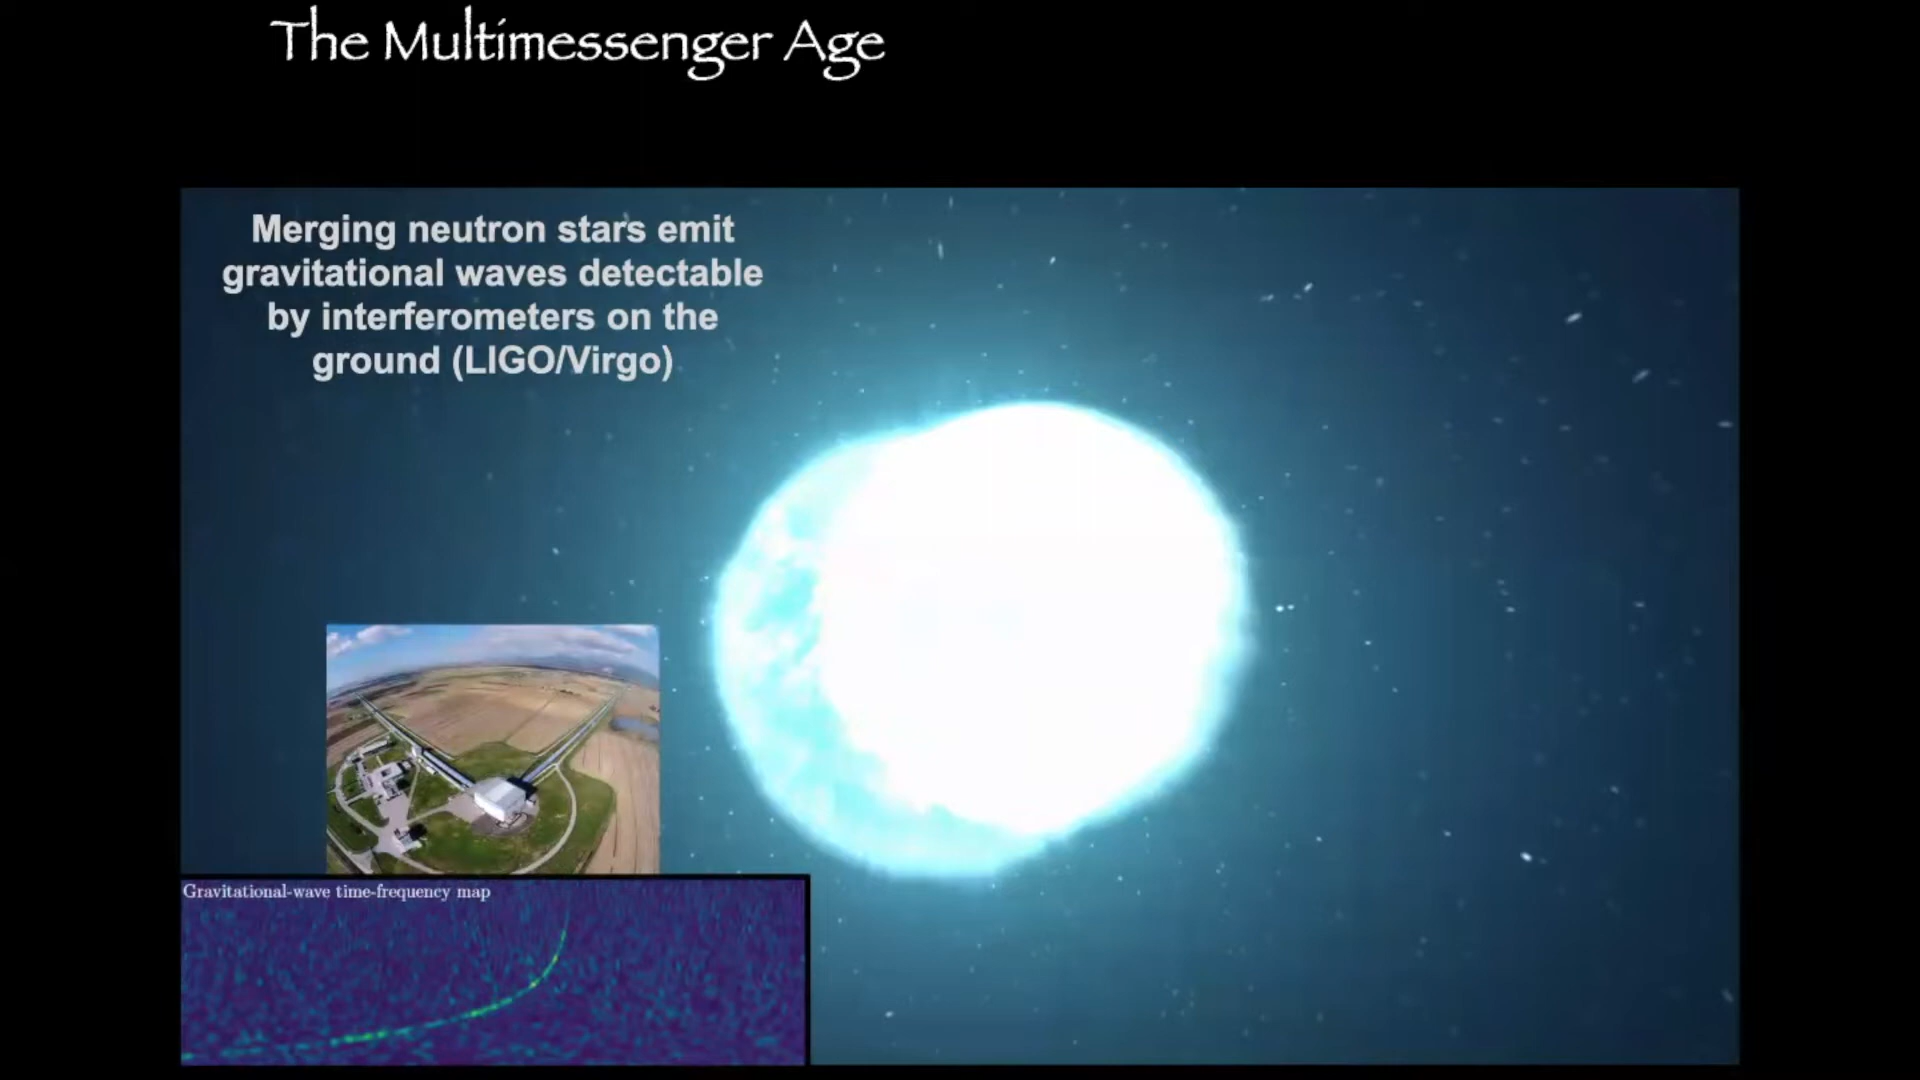 The Multimessenger Age
Merging neutron stars emit
gravitational waves detectable
by interferometers on the
ground (LIGO/Virgo)
Gravitational-wave time-frequency map